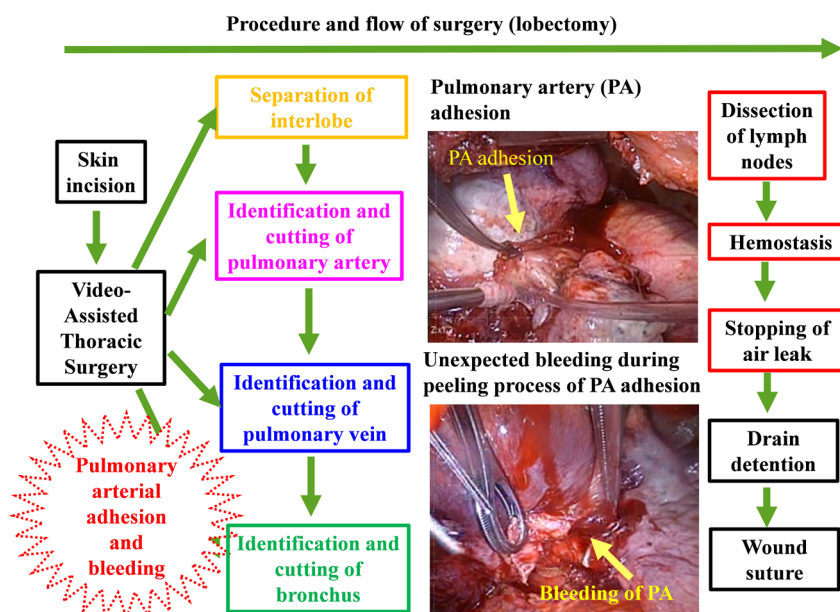 Procedure and flow of surgery (lobectomy)
Skin
incision
Video-
Assisted
Thoracic
Surgery
Pulmonary
arterial
adhesion
and
bleeding
Separation of
interlobe
Identification and
cutting of
pulmonary artery
Identification and
cutting of
pulmonary vein
Identification and
cutting of
bronchus
Pulmonary artery (PA)
adhesion
PA adhesion
Unexpected bleeding during
peeling process of PA adhesion
Bleeding of PA
Dissection
of lymph
nodes
Hemostasis
Stopping of
air leak
Drain
detention
Wound
suture